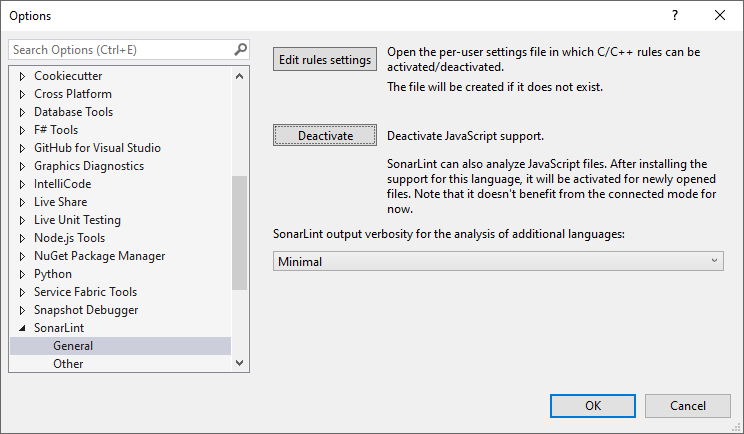 Options
Search Options (Ctrl+E)
Cookiecutter
Cross Platform
Database Tools
F# Tools
GitHub for Visual Studio
Graphics Diagnostics
IntelliCode
Live Share
Live Unit Testing
Node.js Tools
NuGet Package Manager
Python
Service Fabric Tools
Snapshot Debugger
SonarLint
General
Other
Edit rules settings
Open the per-user settings file in which C/C++ rules can be
activated/deactivated.
The file will be created if it does not exist.
Deactivate
Deactivate JavaScript support.
SonarLint can also analyze JavaScript files. After installing the
support for this language, it will be activated for newly opened
files. Note that it doesn't benefit from the connected mode for
now.
SonarLint output verbosity for the analysis of additional languages:
Minimal
OK
Cancel